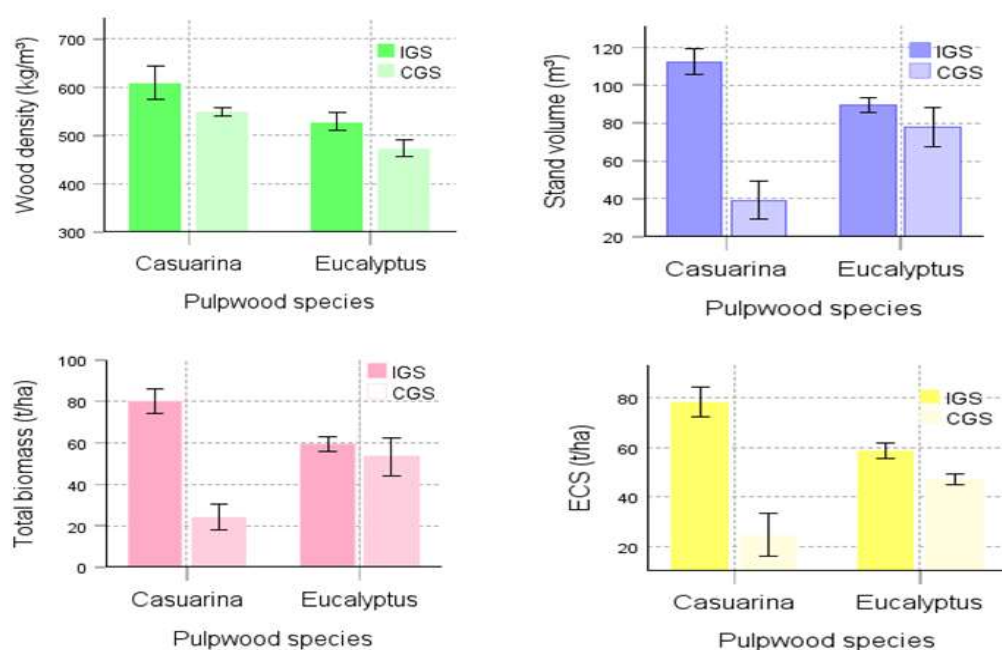 Wood density (kg/m³)
700
600
500
400
300
IGS
CGS
Casuarina Eucalyptus
Pulpwood species
Stand volume (m³)
120
100
80
60
40
20
IGS
CGS
Casuarina Eucalyptus
Pulpwood species
Total biomass (t/ha)
100
80
60
40
20
0
IGS
CGS
Casuarina Eucalyptus
Pulpwood species
ECS (t/ha)
80
60
40
20
IGS
CGS
Casuarina Eucalyptus
Pulpwood species